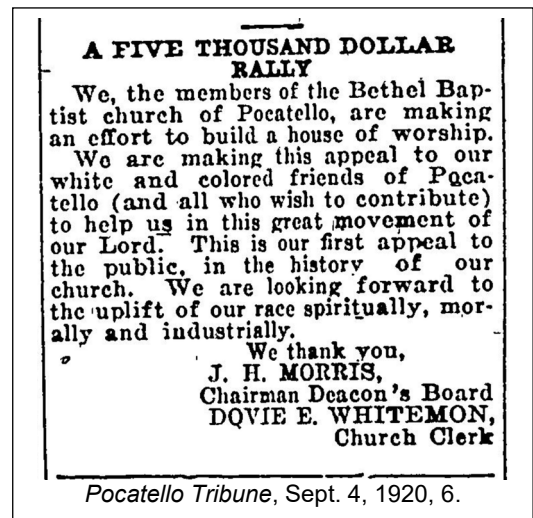 A FIVE THOUSAND DOLLAR
RALLY
We, the members of the Bethel Bap-
tist church of Pocatello, are making
an effort to build a house of worship.
We are making this appeal to our
white and colored friends of Poca-
tello (and all who wish to contribute)
to help us in this great movement of
our Lord. This is our first appeal to
the public, in the history of our
church. We are looking forward to
the uplift of our race spiritually, mor-
ally and industrially.
We thank you,
J. H. MORRIS,
Chairman Deacon's Board
DQVIE E. WHITEMON,
Church Clerk
Pocatello Tribune, Sept. 4, 1920, 6.